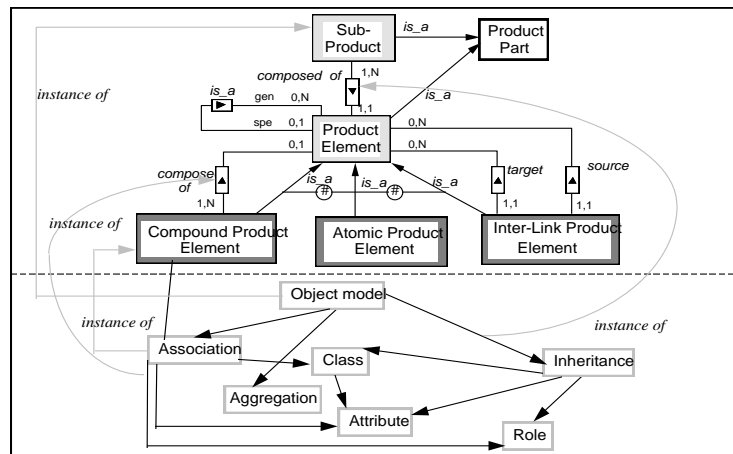 Sub-
Product
is_a
Product
Part
instance of
composed of
1,N
is_a
gen
0,N
1,1
is_a
spe
0,1
Product
Element
0,N
0,1
0,N
compose
of
is_a
#
is_a
#
is_a
target
source
1,N
1,1
1,1
instance of
Compound Product
Element
Atomic Product
Element
Inter-Link Product
Element
Object model
instance of
instance of
Association
Class
Inheritance
Aggregation
Attribute
Role